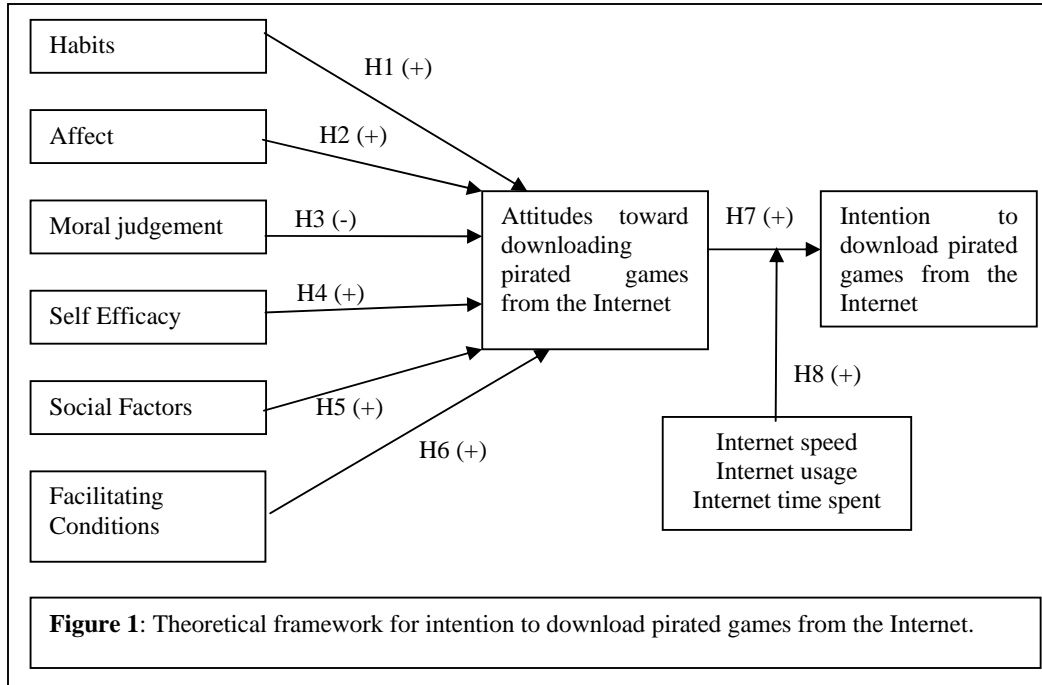 Habits
H1 (+)
Affect
H2 (+)
Moral judgement
H3 (-)
Attitudes toward
downloading
pirated games
from the Internet
H7 (+)
Intention to
download pirated
games from the
Internet
Self Efficacy
H4 (+)
Social Factors
H5 (+)
H8 (+)
H6 (+)
Facilitating
Conditions
Internet speed
Internet usage
Internet time spent
Figure 1: Theoretical framework for intention to download pirated games from the Internet.